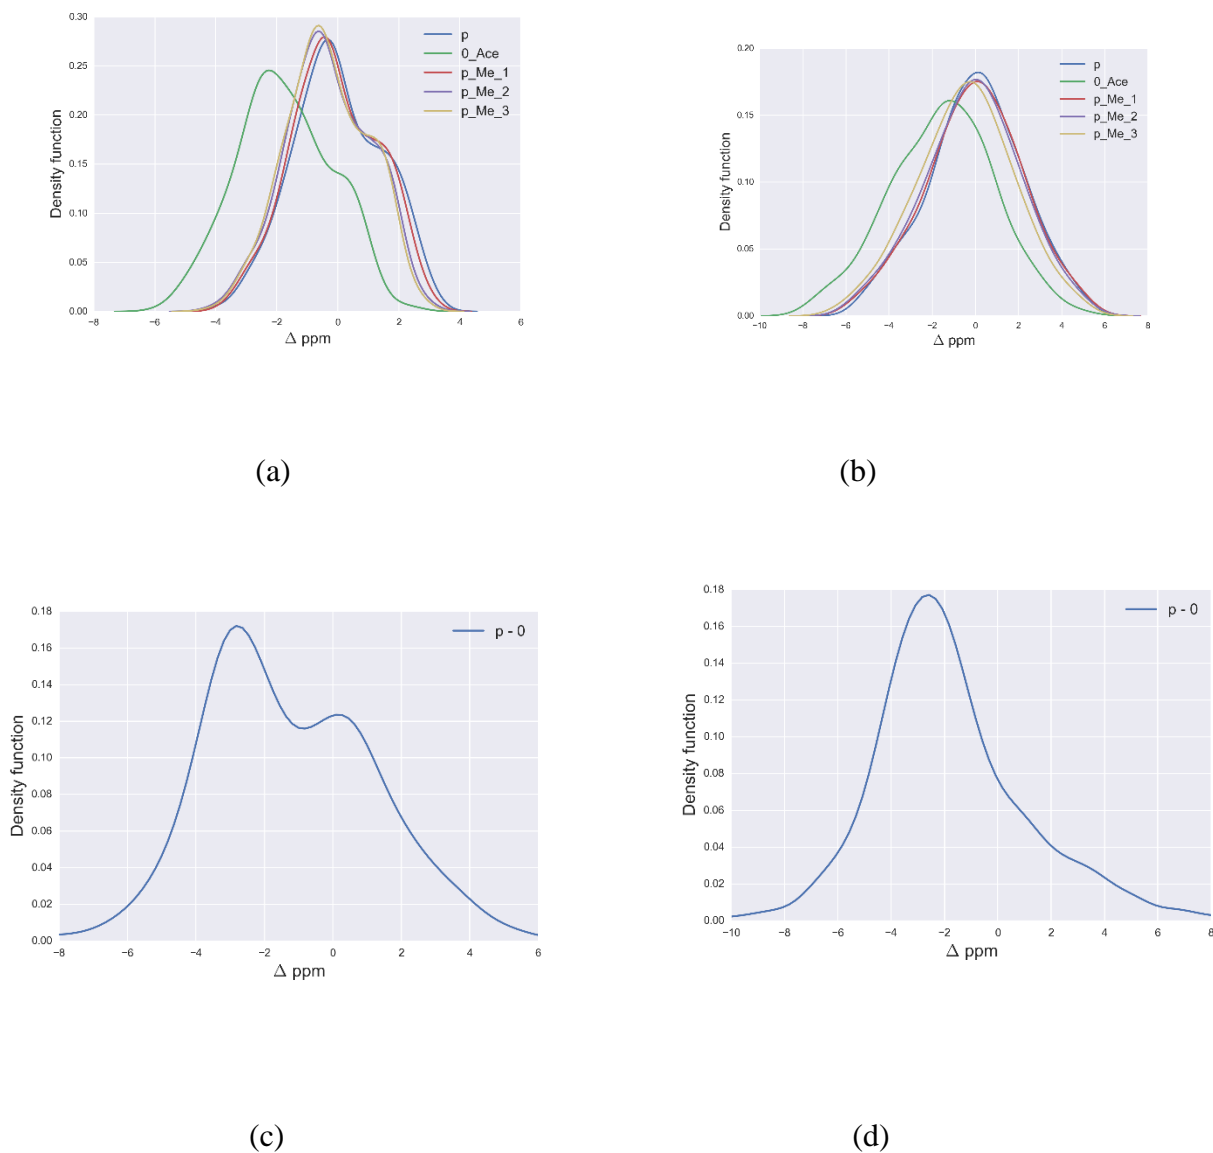 0.30
0.25
0.20
0.15
0.10
0.05
0.00
Density function
−8 −6 −4 −2 0 2 4 6
Δ ppm
p
0_Ace
p_Me_1
p_Me_2
p_Me_3
(a)
0.20
0.15
0.10
0.05
0.00
Density function
−10 −8 −6 −4 −2 0 2 4 6 8
Δ ppm
p
0_Ace
p_Me_1
p_Me_2
p_Me_3
(b)
0.18
0.16
0.14
0.12
0.10
0.08
0.06
0.04
0.02
0.00
Density function
−8 −6 −4 −2 0 2 4 6
Δ ppm
p - 0
(c)
0.18
0.16
0.14
0.12
0.10
0.08
0.06
0.04
0.02
0.00
Density function
−10 −8 −6 −4 −2 0 2 4 6 8
Δ ppm
p - 0
(d)